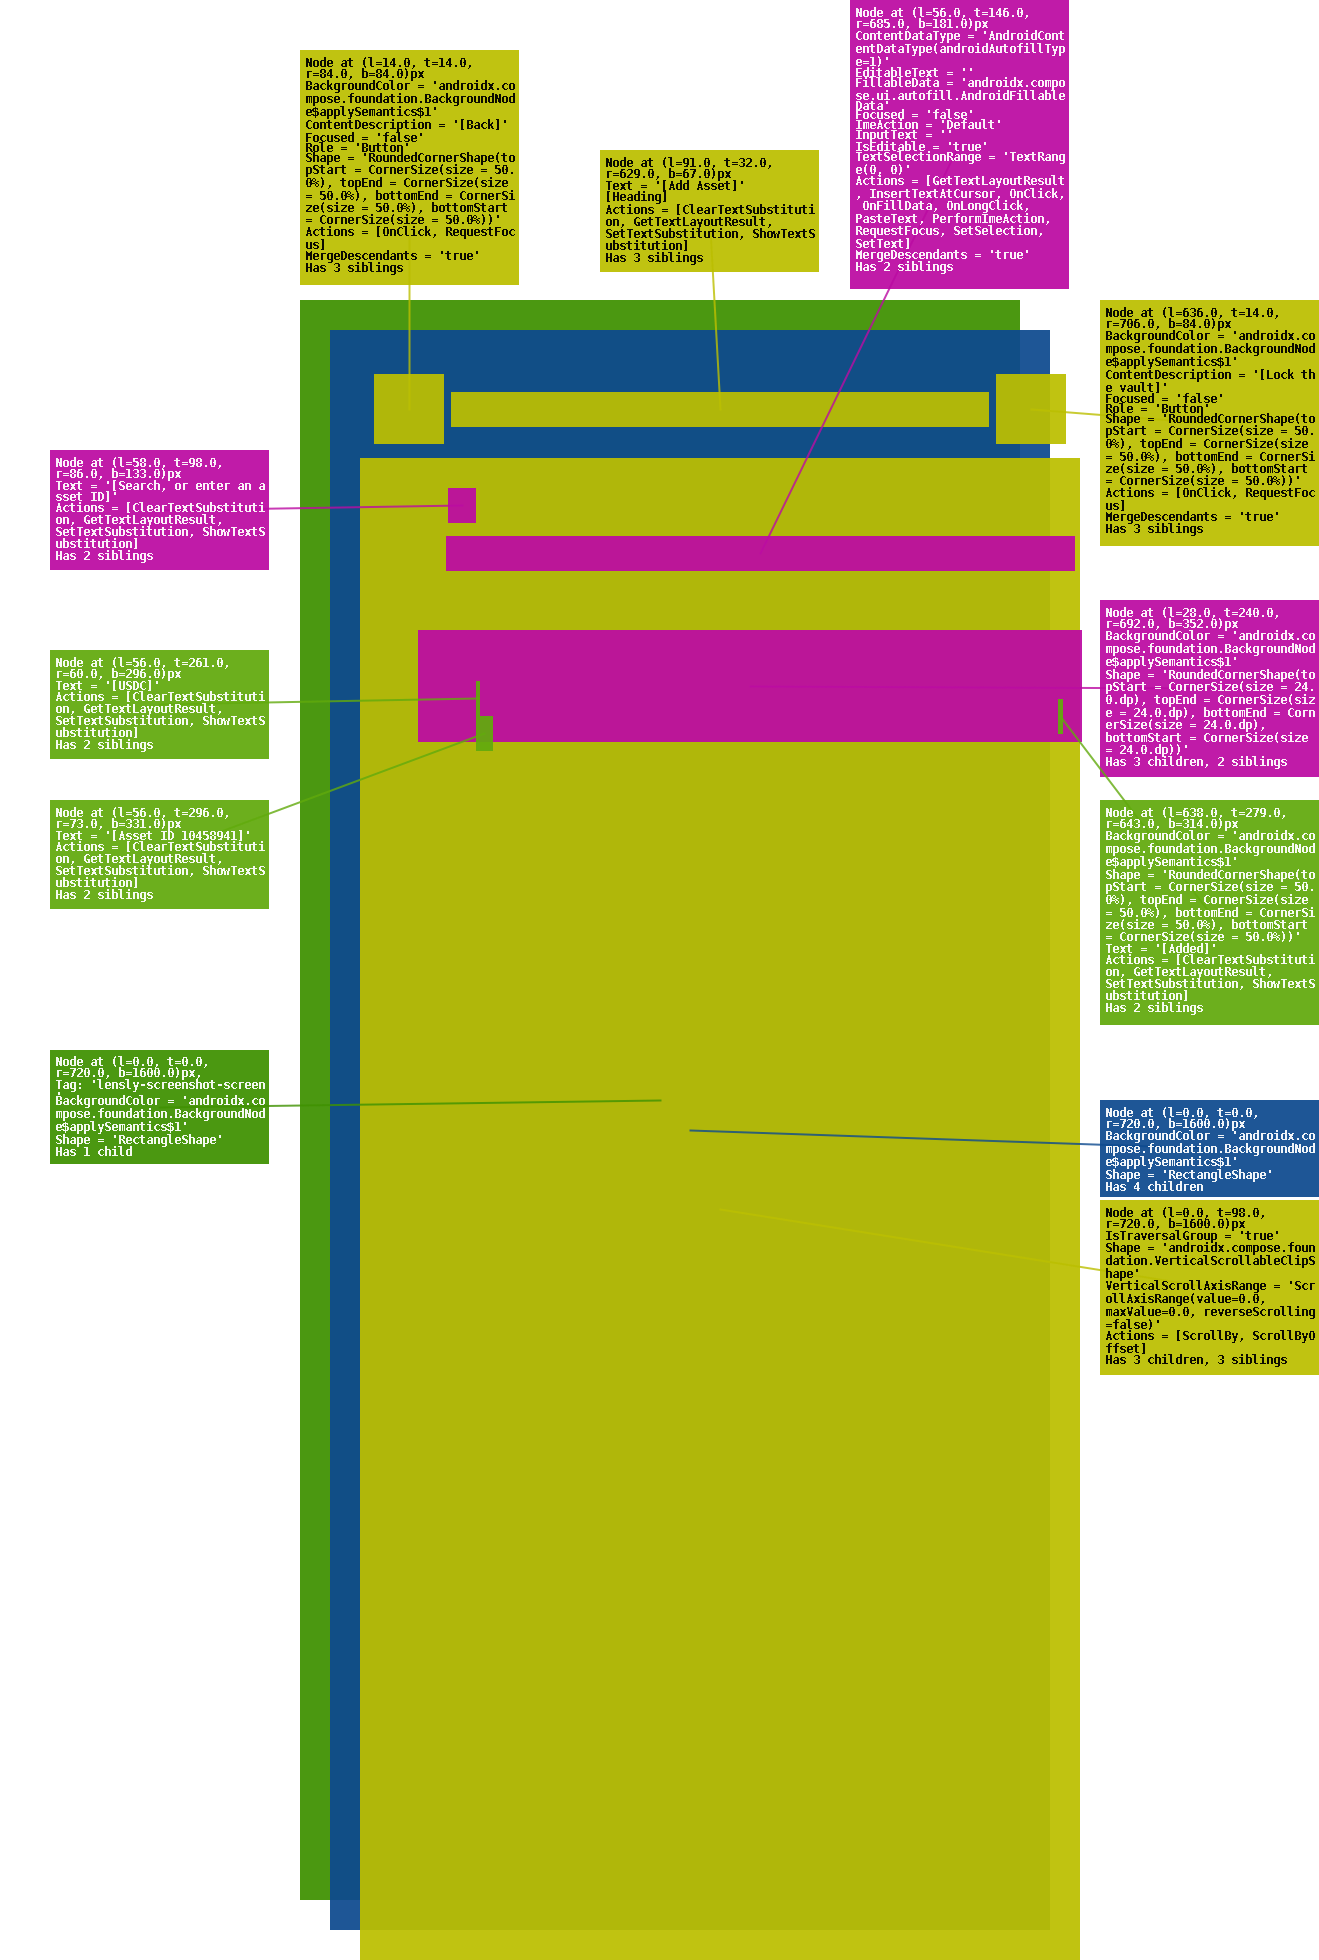 Node at (l=56.0, t=146.0,
r=685.0, b=181.0)px
ContentDataType = 'AndroidCont
entDataType(androidAutofillTyp
e=1)'
EditableText = ''
FillableData = 'androidx.compo
se.ui.autofill.AndroidFillable
Data'
Focused = 'false'
ImeAction = 'Default'
InputText = ''
IsEditable = 'true'
TextSelectionRange = 'TextRang
e(0, 0)'
Actions = [GetTextLayoutResult
, InsertTextAtCursor, OnClick,
OnFillData, OnLongClick,
PasteText, PerformImeAction,
RequestFocus, SetSelection,
SetText]
MergeDescendants = 'true'
Has 2 siblings
Node at (l=14.0, t=14.0,
r=84.0, b=84.0)px
BackgroundColor = 'androidx.co
mpose.foundation.BackgroundNod
e$applySemantics$1'
ContentDescription = '[Back]'
Focused = 'false'
Role = 'Button'
Shape = 'RoundedCornerShape(to
pStart = CornerSize(size = 50.
0%), topEnd = CornerSize(size
= 50.0%), bottomEnd = CornerSi
ze(size = 50.0%), bottomStart
= CornerSize(size = 50.0%))'
Actions = [OnClick, RequestFoc
us]
MergeDescendants = 'true'
Has 3 siblings
Node at (l=91.0, t=32.0,
r=629.0, b=67.0)px
Text = '[Add Asset]'
[Heading]
Actions = [ClearTextSubstituti
on, GetTextLayoutResult,
SetTextSubstitution, ShowTextS
ubstitution]
Has 3 siblings
Node at (l=636.0, t=14.0,
r=706.0, b=84.0)px
BackgroundColor = 'androidx.co
mpose.foundation.BackgroundNod
e$applySemantics$1'
ContentDescription = '[Lock th
e vault]'
Focused = 'false'
Role = 'Button'
Shape = 'RoundedCornerShape(to
pStart = CornerSize(size = 50.
0%), topEnd = CornerSize(size
= 50.0%), bottomEnd = CornerSi
ze(size = 50.0%), bottomStart
= CornerSize(size = 50.0%))'
Actions = [OnClick, RequestFoc
us]
MergeDescendants = 'true'
Has 3 siblings
Node at (l=58.0, t=98.0,
r=86.0, b=133.0)px
Text = '[Search, or enter an a
sset ID]'
Actions = [ClearTextSubstituti
on, GetTextLayoutResult,
SetTextSubstitution, ShowTextS
ubstitution]
Has 2 siblings
Node at (l=28.0, t=240.0,
r=692.0, b=352.0)px
BackgroundColor = 'androidx.co
mpose.foundation.BackgroundNod
e$applySemantics$1'
Shape = 'RoundedCornerShape(to
pStart = CornerSize(size = 24.
0.dp), topEnd = CornerSize(siz
e = 24.0.dp), bottomEnd = Corn
erSize(size = 24.0.dp),
bottomStart = CornerSize(size
= 24.0.dp))'
Has 3 children, 2 siblings
Node at (l=56.0, t=261.0,
r=60.0, b=296.0)px
Text = '[USDC]'
Actions = [ClearTextSubstituti
on, GetTextLayoutResult,
SetTextSubstitution, ShowTextS
ubstitution]
Has 2 siblings
Node at (l=56.0, t=296.0,
r=73.0, b=331.0)px
Text = '[Asset ID 10458941]'
Actions = [ClearTextSubstituti
on, GetTextLayoutResult,
SetTextSubstitution, ShowTextS
ubstitution]
Has 2 siblings
Node at (l=638.0, t=279.0,
r=643.0, b=314.0)px
BackgroundColor = 'androidx.co
mpose.foundation.BackgroundNod
e$applySemantics$1'
Shape = 'RoundedCornerShape(to
pStart = CornerSize(size = 50.
0%), topEnd = CornerSize(size
= 50.0%), bottomEnd = CornerSi
ze(size = 50.0%), bottomStart
= CornerSize(size = 50.0%))'
Text = '[Added]'
Actions = [ClearTextSubstituti
on, GetTextLayoutResult,
SetTextSubstitution, ShowTextS
ubstitution]
Has 2 siblings
Node at (l=0.0, t=0.0,
r=720.0, b=1600.0)px,
Tag: 'lensly-screenshot-screen
'
BackgroundColor = 'androidx.co
mpose.foundation.BackgroundNod
e$applySemantics$1'
Shape = 'RectangleShape'
Has 1 child
Node at (l=0.0, t=0.0,
r=720.0, b=1600.0)px
BackgroundColor = 'androidx.co
mpose.foundation.BackgroundNod
e$applySemantics$1'
Shape = 'RectangleShape'
Has 4 children
Node at (l=0.0, t=98.0,
r=720.0, b=1600.0)px
IsTraversalGroup = 'true'
Shape = 'androidx.compose.foun
dation.VerticalScrollableClipS
hape'
VerticalScrollAxisRange = 'Scr
ollAxisRange(value=0.0,
maxValue=0.0, reverseScrolling
=false)'
Actions = [ScrollBy, ScrollByO
ffset]
Has 3 children, 3 siblings